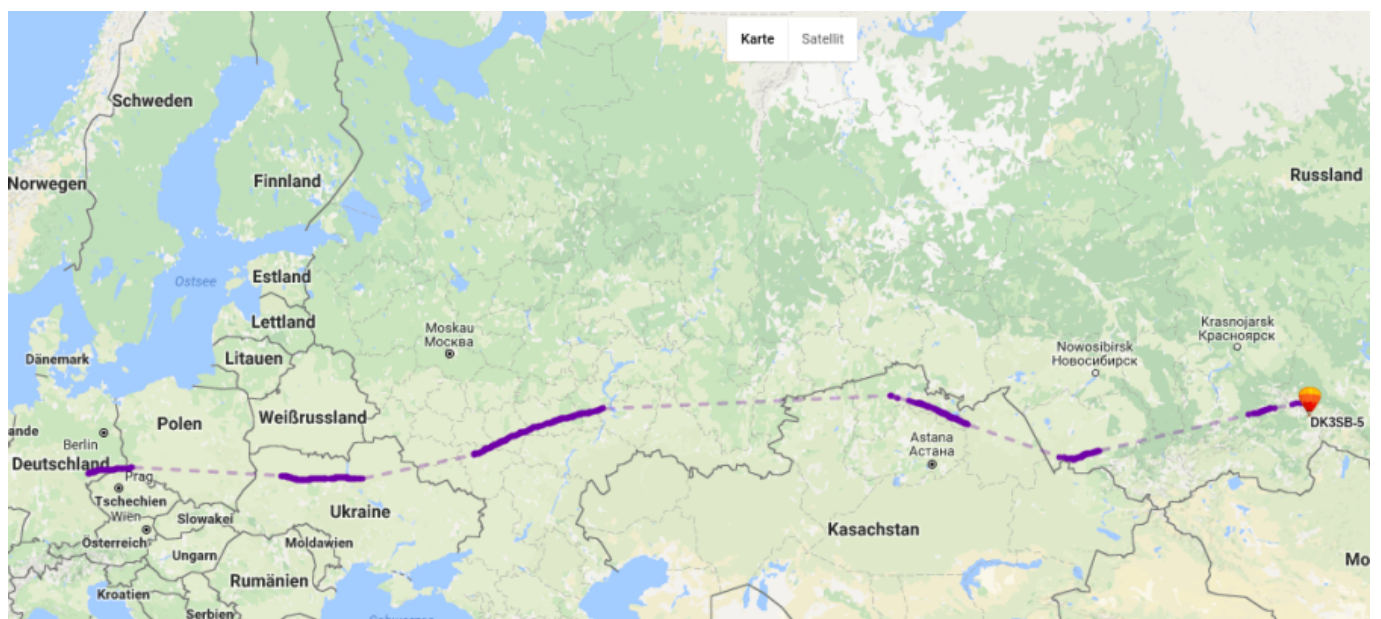 Karte
Satellit
Schweden
Norwegen
Finnland
Russland
Ostsee
Estland
Lettland
Moskau
Москва
Krasnojarsk
Красноярск
Dänemark
Litauen
Nowosibirsk
Новосибирск
Polen
Weißrussland
DK3SB-5
ande
Berlin
Astana
Астана
Deutschland
Prag
Tschechien
Wien
Slowakei
Ukraine
Kasachstan
Österreich
Ungarn
Moldawien
Mo
Rumänien
Kroatien
Serbien